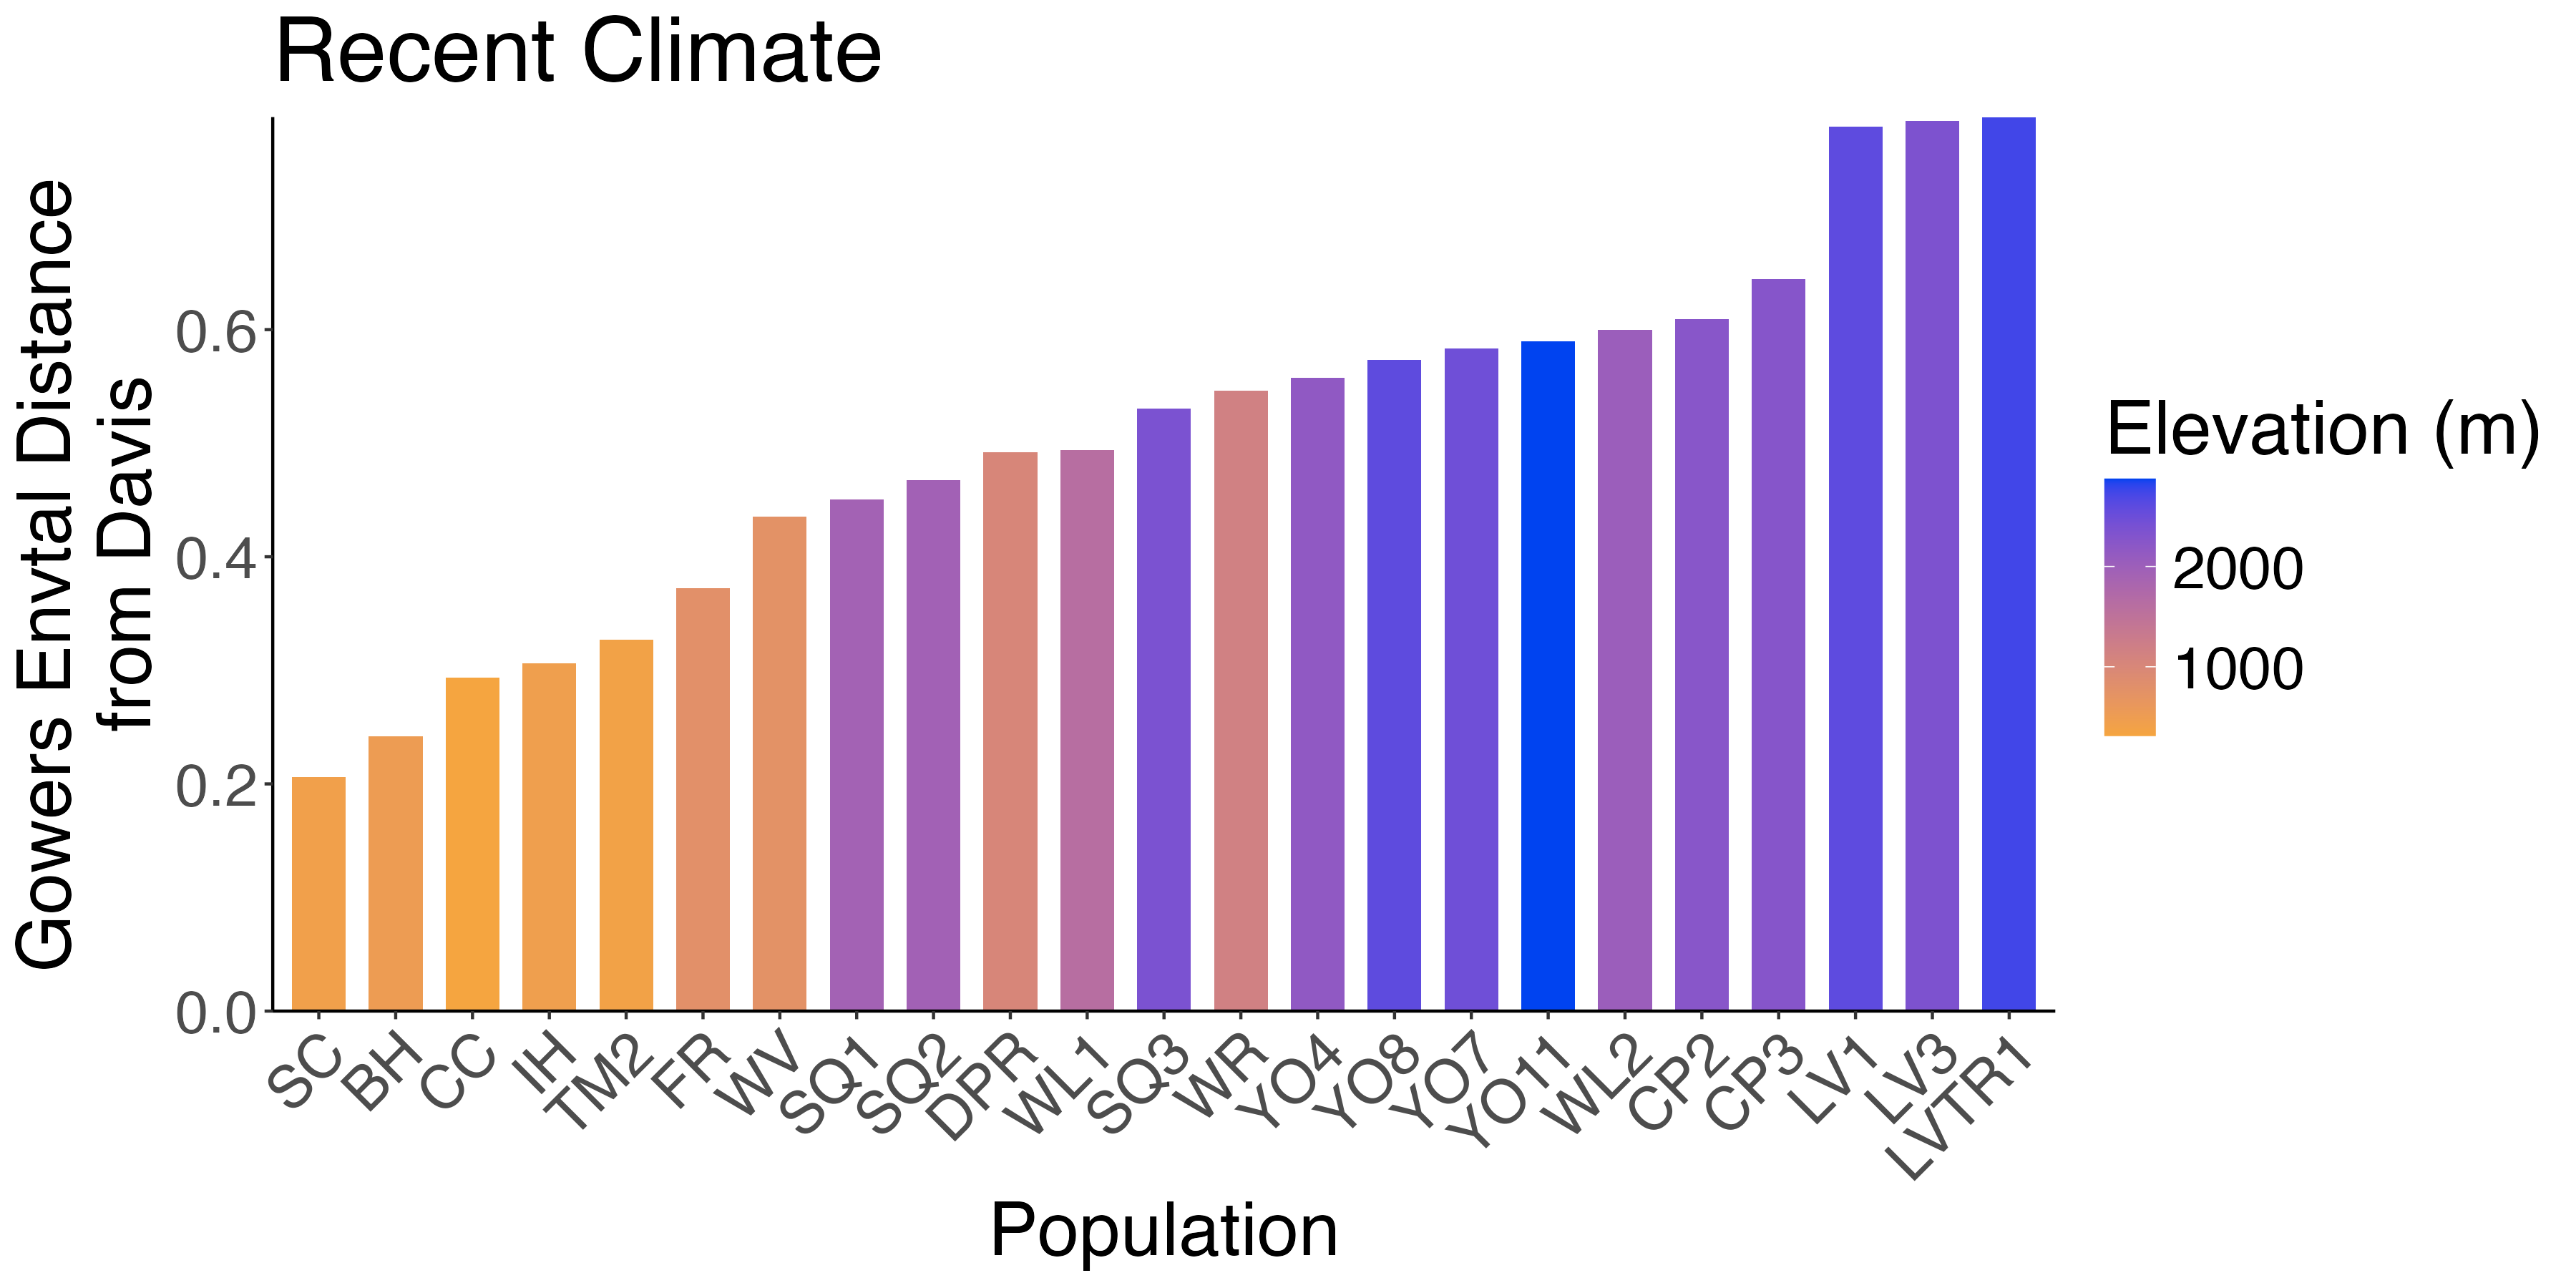 Recent Climate
Gowers Envtal Distance
from Davis
0.6
0.4
0.2
0.0
SC
BH
CC
IH
TM2
FR
WV
SQ1
SQ2
DPR
WL1
SQ3
WR
YO4
YO8
YO7
YO11
WL2
CP2
CP3
LV1
LV3
LVTR1
Population
Elevation (m)
2000
1000